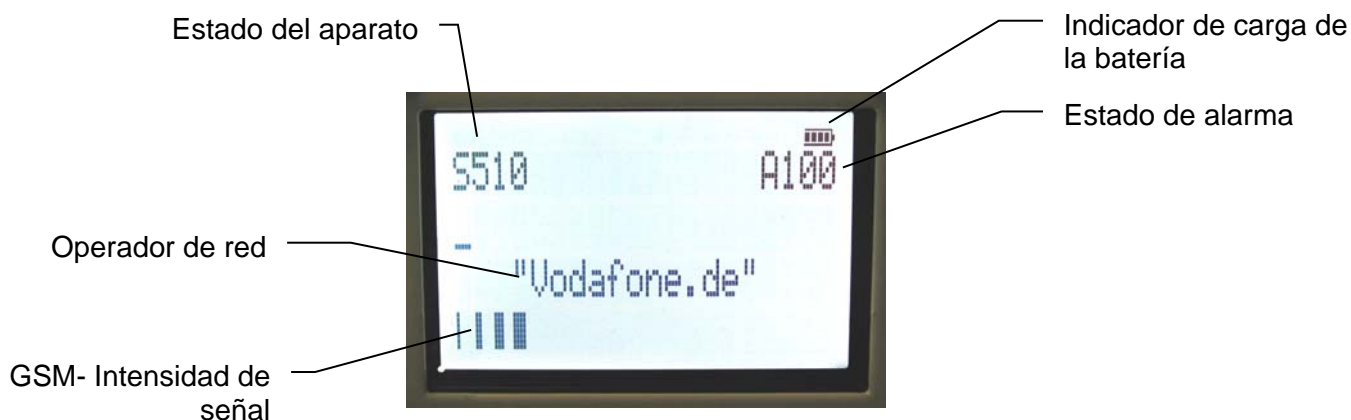 Estado del aparato
Indicador de carga de
la batería
Estado de alarma
S510
A100
Operador de red
"Vodafone.de"
GSM- Intensidad de
señal